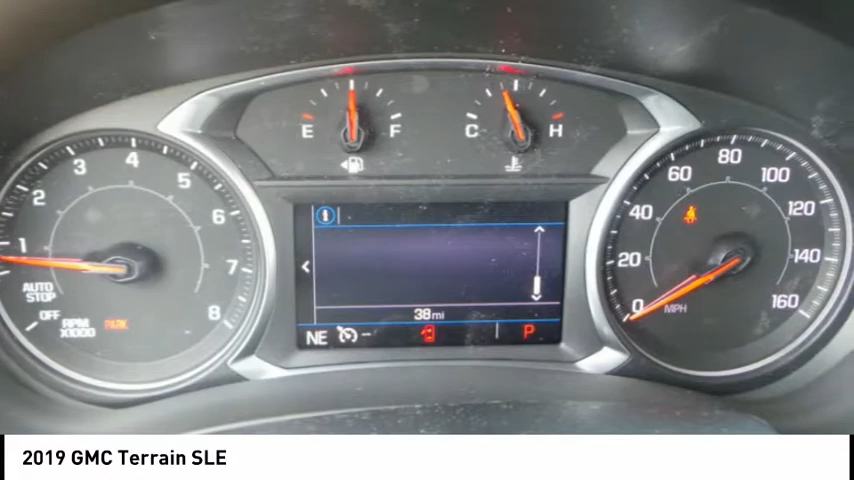 E F
C H
1 2 3 4 5 6 7 8
AUTO
STOP
OFF
RPM
X1000
PARK
38mi
NE -- P
0 20 40 60 80 100 120 140 160
MPH
2019 GMC Terrain SLE